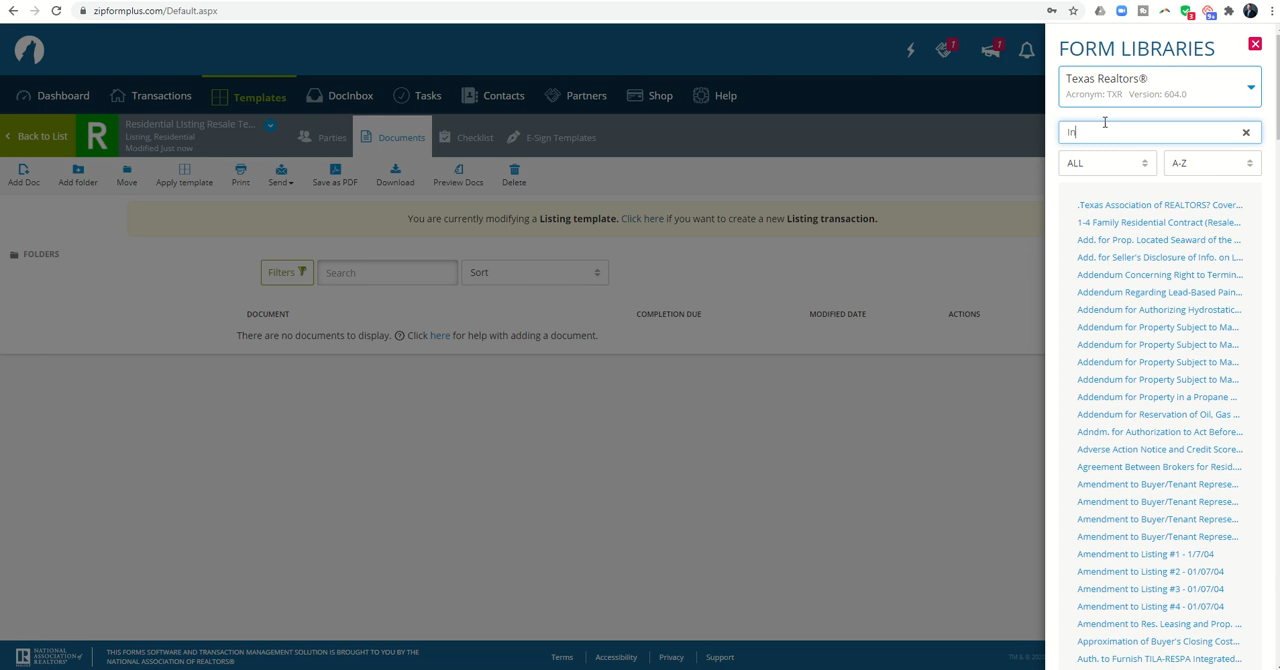 zipformplus.com/Default.aspx
3
9+
1
1
Dashboard
Transactions
Templates
DocInbox
Tasks
Contacts
Partners
Shop
Help
Back to List
R
Residential Listing Resale Te...
Listing, Residential
Modified Just now
Parties
Documents
Checklist
E-Sign Templates
Add Doc
Add folder
Move
Apply template
Print
Send
Save as PDF
Download
Preview Docs
Delete
You are currently modifying a Listing template. Click here if you want to create a new Listing transaction.
FOLDERS
Filters
Search
Sort
DOCUMENT
COMPLETION DUE
MODIFIED DATE
ACTIONS
There are no documents to display. Click here for help with adding a document.
FORM LIBRARIES
Texas Realtors®
Acronym: TXR Version: 604.0
In
ALL
A-Z
.Texas Association of REALTORS? Cover...
1-4 Family Residential Contract (Resale...
Add. for Prop. Located Seaward of the ...
Add. for Seller's Disclosure of Info. on L...
Addendum Concerning Right to Termin...
Addendum Regarding Lead-Based Pain...
Addendum for Authorizing Hydrostatic...
Addendum for Property Subject to Ma...
Addendum for Property Subject to Ma...
Addendum for Property Subject to Ma...
Addendum for Property Subject to Ma...
Addendum for Property in a Propane ...
Addendum for Reservation of Oil, Gas ...
Adndm. for Authorization to Act Before...
Adverse Action Notice and Credit Score...
Agreement Between Brokers for Resid....
Amendment to Buyer/Tenant Represe...
Amendment to Buyer/Tenant Represe...
Amendment to Buyer/Tenant Represe...
Amendment to Buyer/Tenant Represe...
Amendment to Listing #1 - 1/7/04
Amendment to Listing #2 - 01/07/04
Amendment to Listing #3 - 01/07/04
Amendment to Listing #4 - 01/07/04
Amendment to Res. Leasing and Prop. ...
Approximation of Buyer's Closing Cost...
Auth. to Furnish TILA-RESPA Integrated...
NATIONAL ASSOCIATION of REALTORS®
THIS FORMS SOFTWARE AND TRANSACTION MANAGEMENT SOLUTION IS BROUGHT TO YOU BY THE
NATIONAL ASSOCIATION OF REALTORS®
Terms
Accessibility
Privacy
Support